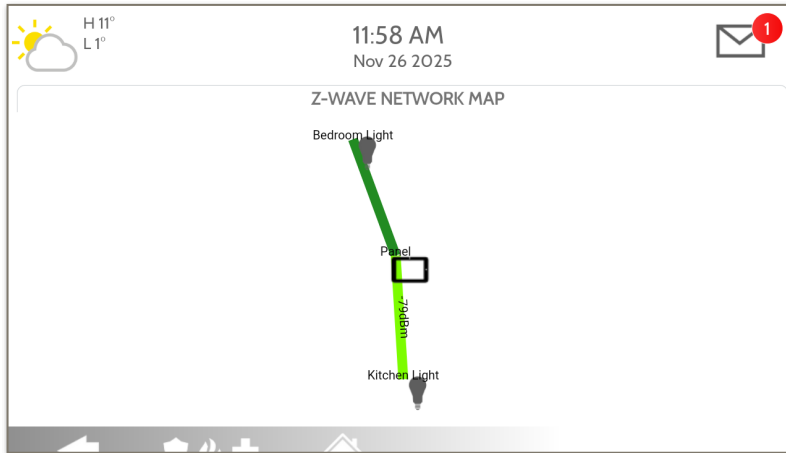 H 11°
L 1°
11:58 AM
Nov 26 2025
1
Z-WAVE NETWORK MAP
Bedroom Light
Panel
-79dBm
Kitchen Light